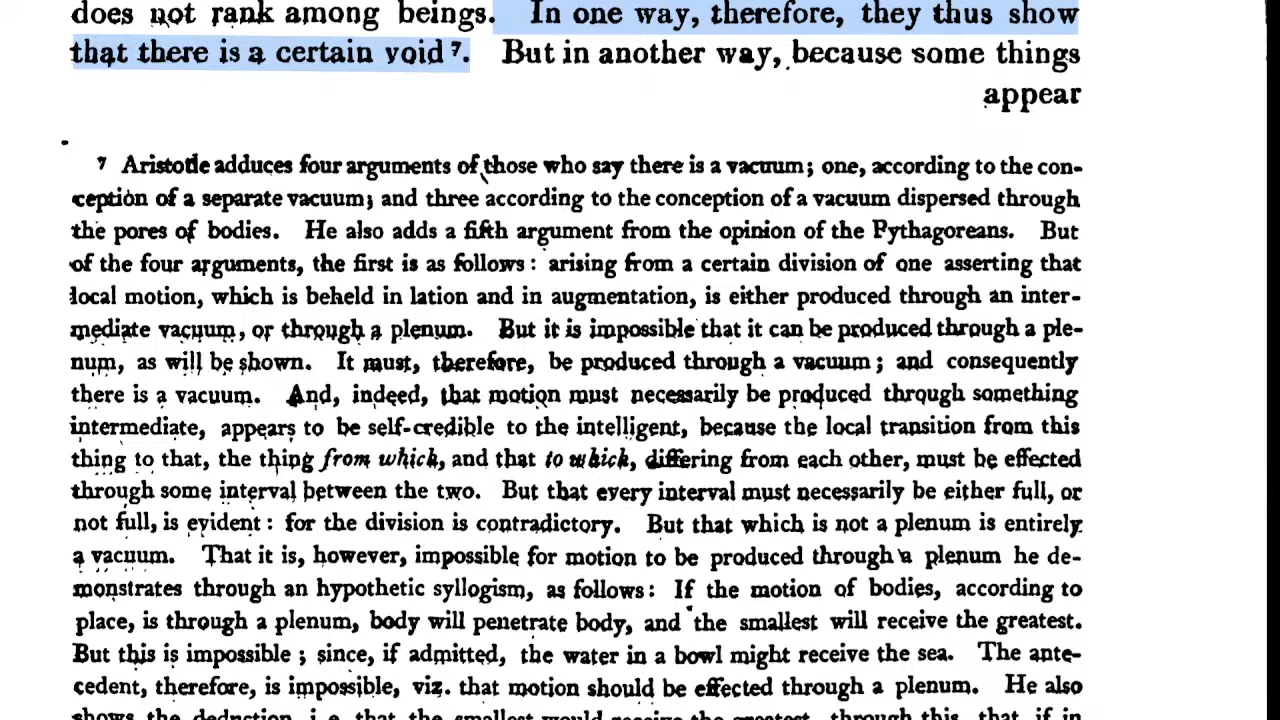 does not rank among beings. In one way, therefore, they thus show
that there is a certain void 7. But in another way, because some things
appear
7 Aristotle adduces four arguments of those who say there is a vacuum; one, according to the con-
ception of a separate vacuum; and three according to the conception of a vacuum dispersed through
the pores of bodies. He also adds a fifth argument from the opinion of the Pythagoreans. But
of the four arguments, the first is as follows: arising from a certain division of one asserting that
local motion, which is beheld in lation and in augmentation, is either produced through an inter-
mediate vacuum, or through a plenum. But it is impossible that it can be produced through a ple-
num, as will be shown. It must, therefore, be produced through a vacuum; and consequently
there is a vacuum. And, indeed, that motion must necessarily be produced through something
intermediate, appears to be self-credible to the intelligent, because the local transition from this
thing to that, the thing from which, and that to which, differing from each other, must be effected
through some interval between the two. But that every interval must necessarily be either full, or
not full, is evident: for the division is contradictory. But that which is not a plenum is entirely
a vacuum. That it is, however, impossible for motion to be produced through a plenum he de-
monstrates through an hypothetic syllogism, as follows: If the motion of bodies, according to
place, is through a plenum, body will penetrate body, and the smallest will receive the greatest.
But this is impossible; since, if admitted, the water in a bowl might receive the sea. The ante-
cedent, therefore, is impossible, viz. that motion should be effected through a plenum. He also
shows the deduction, i. e. that the smallest would receive the greatest, through this, that if in